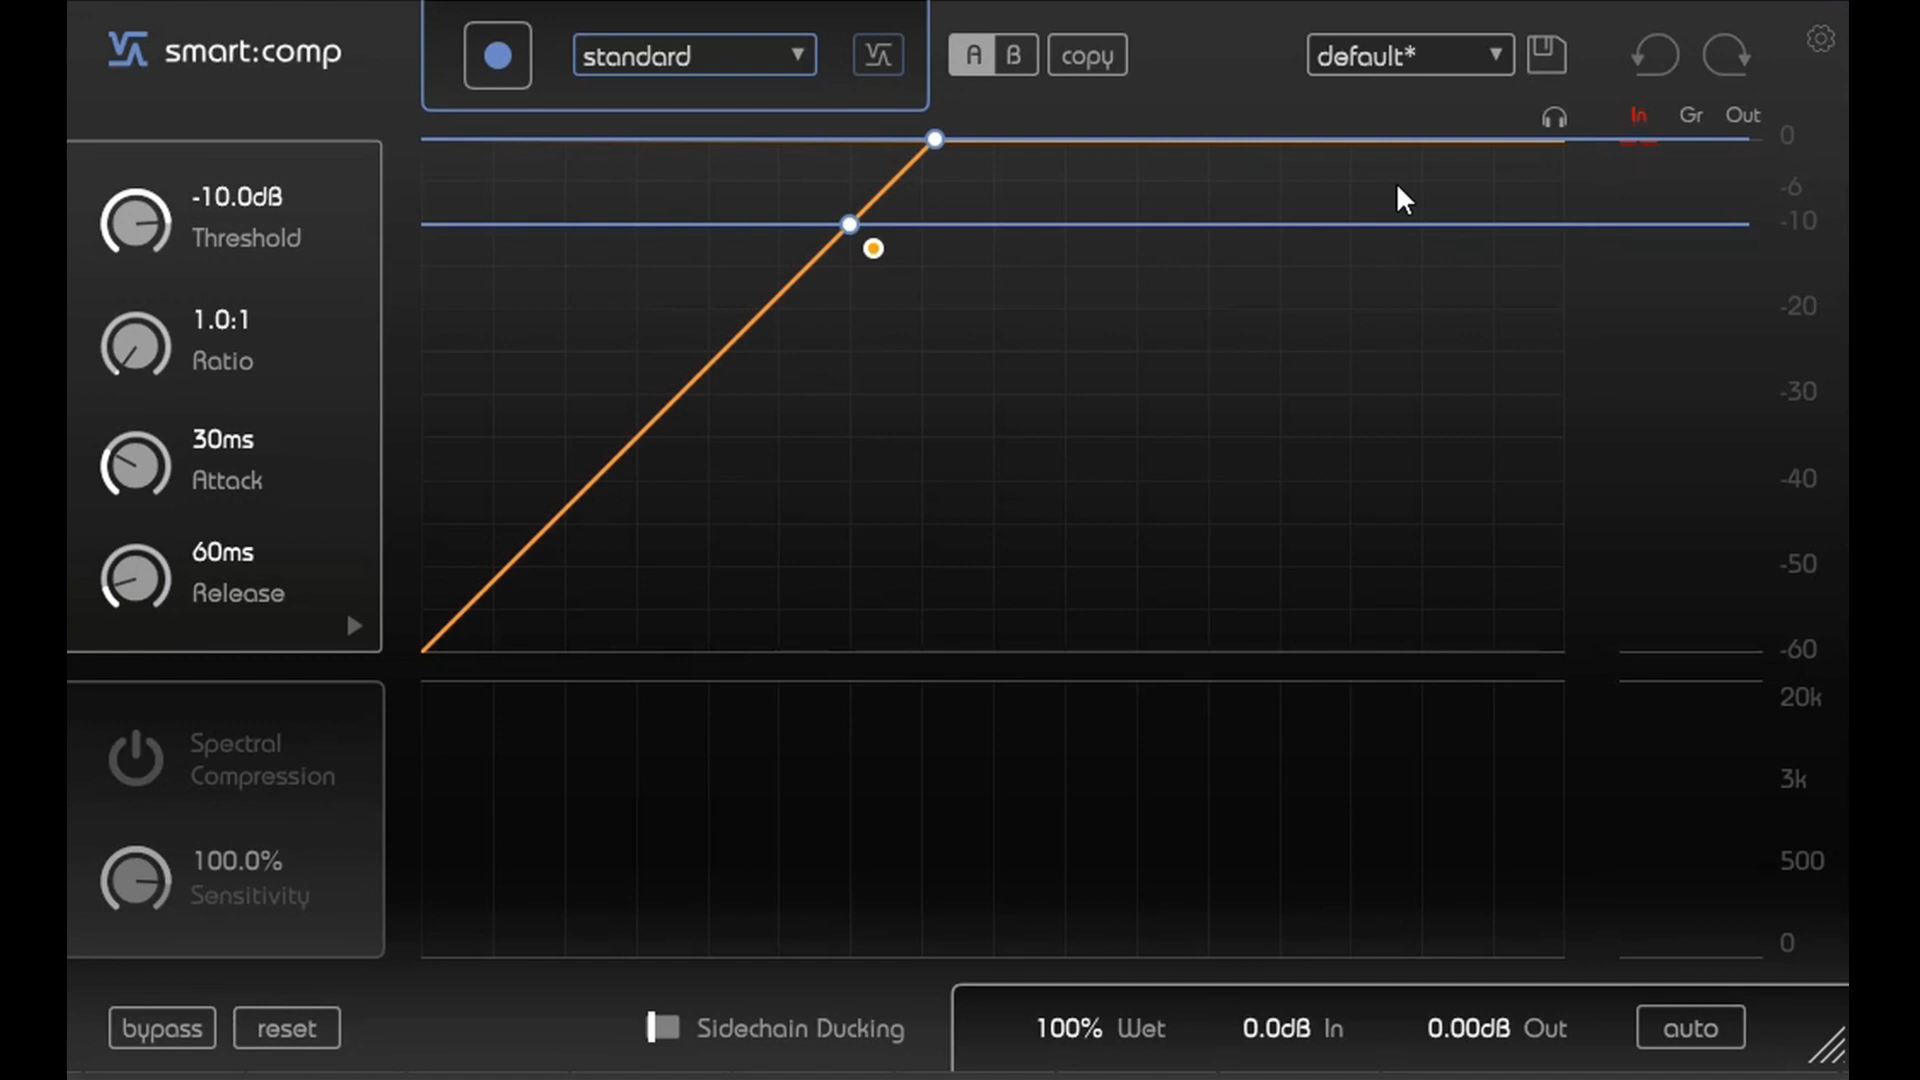 smart:comp
standard
A B copy
default*
In Gr Out
-10.0dB
Threshold
1.0:1
Ratio
30ms
Attack
60ms
Release
0
-6
-10
-20
-30
-40
-50
-60
Spectral
Compression
100.0%
Sensitivity
20k
3k
500
0
bypass reset Sidechain Ducking 100% Wet 0.0dB In 0.00dB Out auto